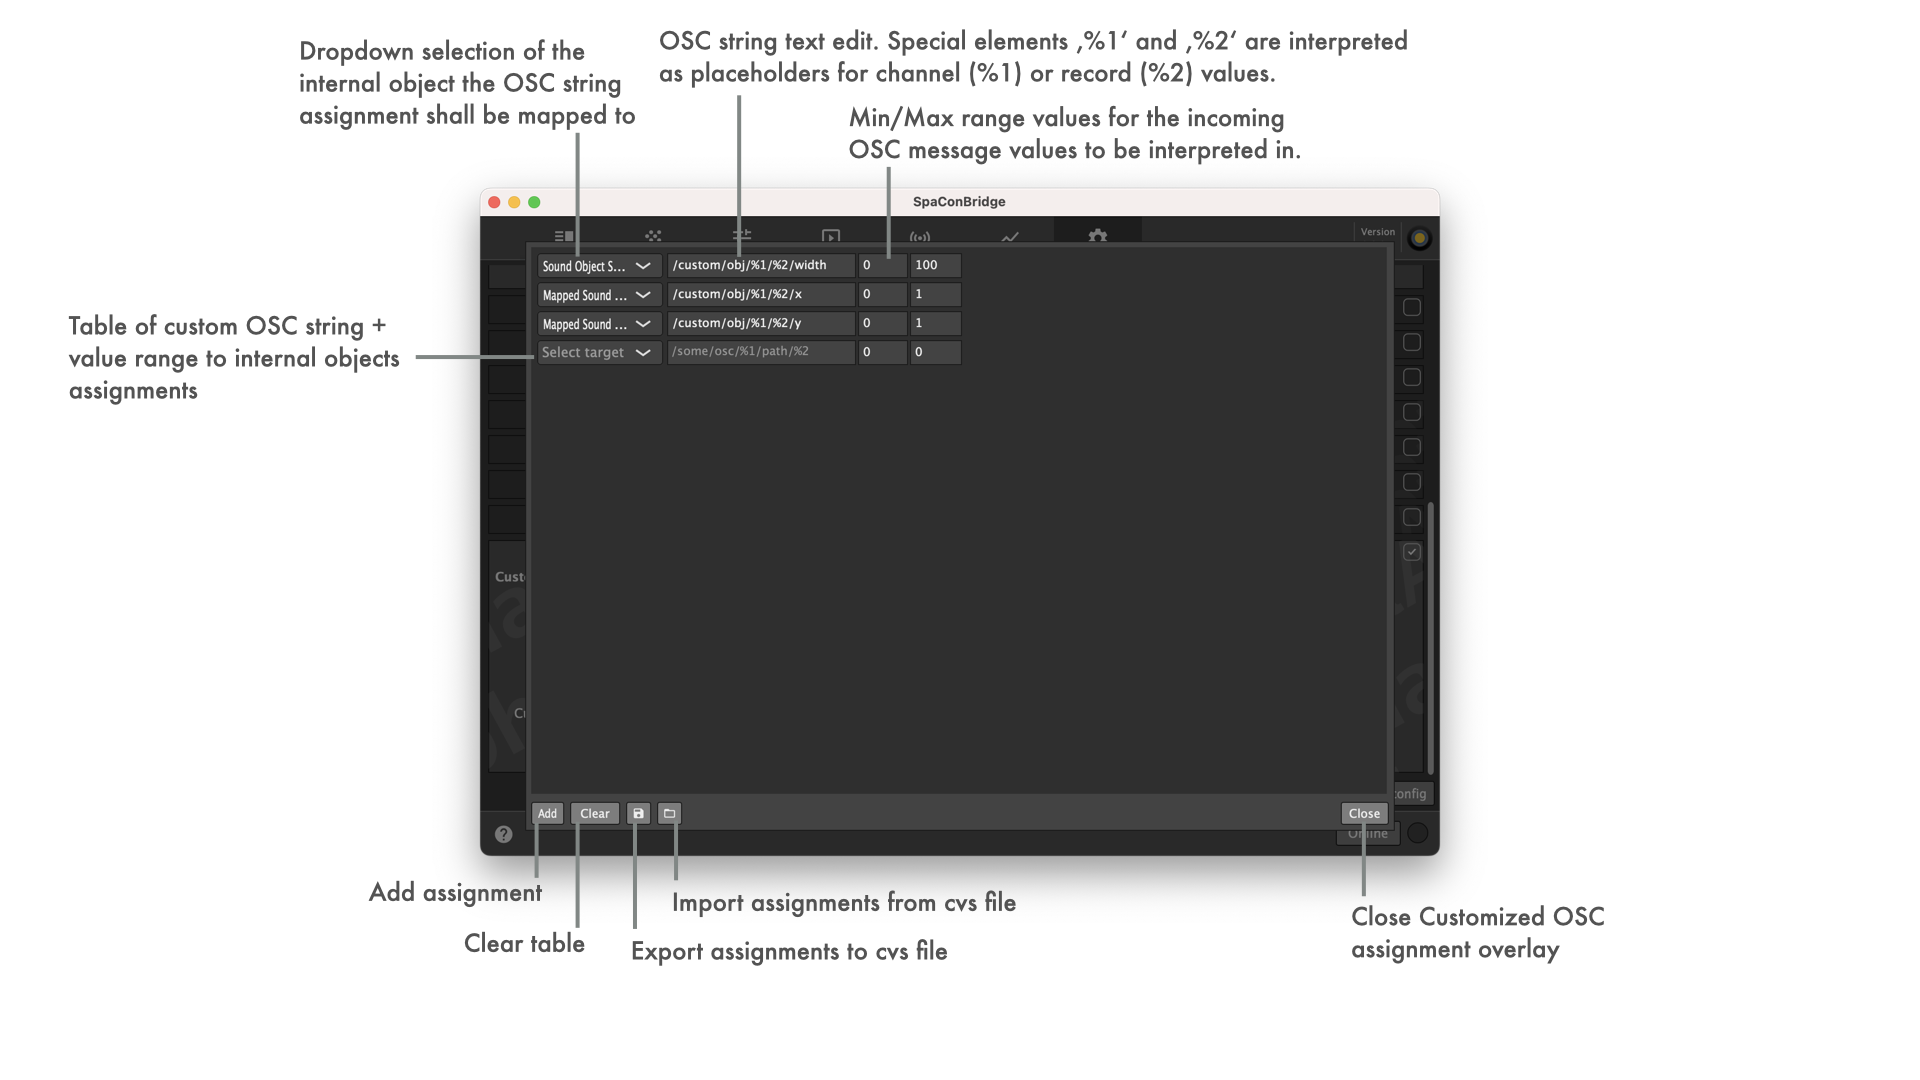 Dropdown selection of the
internal object the OSC string
assignment shall be mapped to
OSC string text edit. Special elements ‚%1‘ and ‚%2‘ are interpreted
as placeholders for channel (%1) or record (%2) values.
Min/Max range values for the incoming
OSC message values to be interpreted in.
SpaConBridge
Version
Sound Object S... /custom/obj/%1/%2/width 0 100
Mapped Sound ... /custom/obj/%1/%2/x 0 1
Mapped Sound ... /custom/obj/%1/%2/y 0 1
Select target /some/osc/%1/path/%2 0 0
Table of custom OSC string +
value range to internal objects
assignments
Add Clear Close
Add assignment
Clear table
Import assignments from cvs file
Export assignments to cvs file
Close Customized OSC
assignment overlay